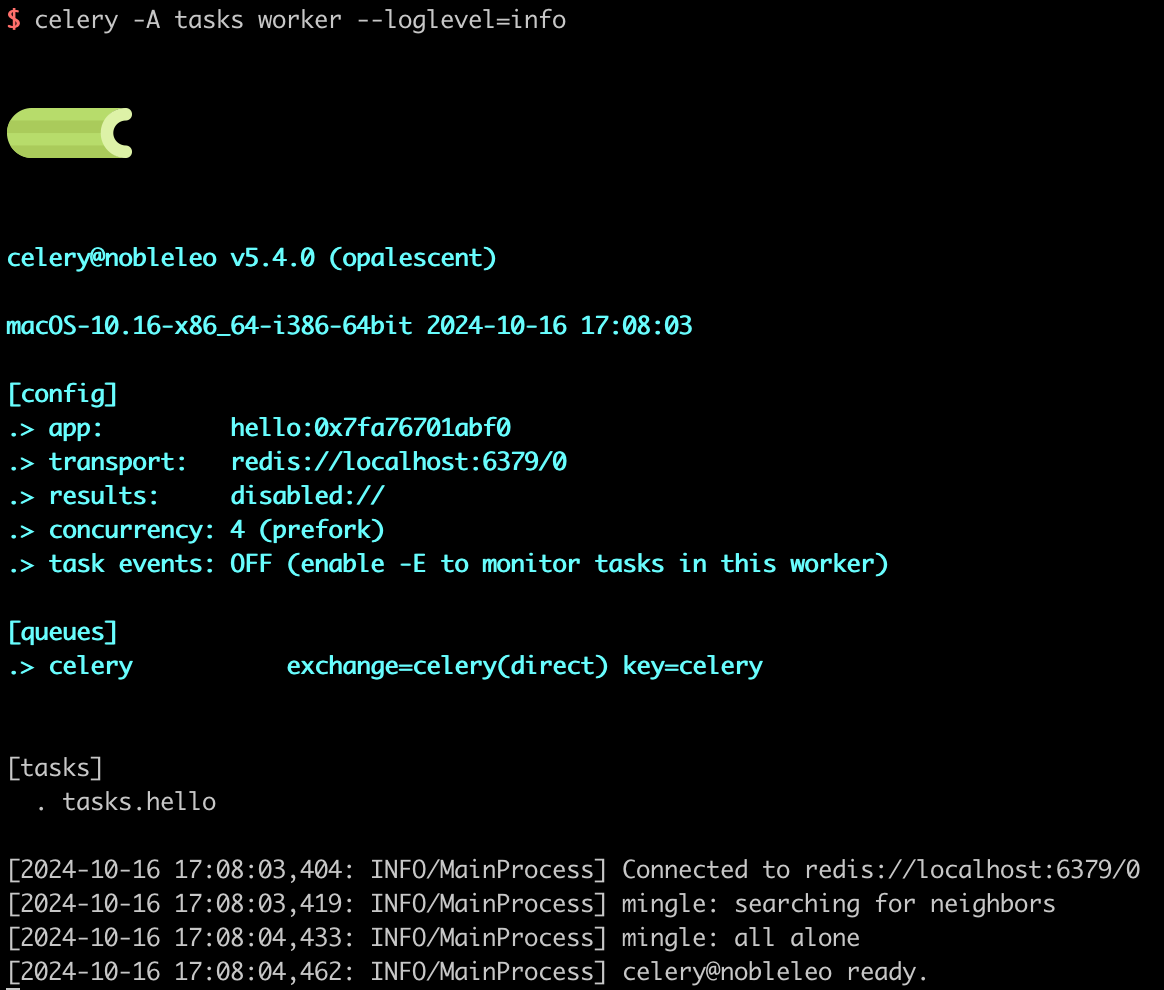 $ celery -A tasks worker --loglevel=info
celery@nobleleo v5.4.0 (opalescent)
macOS-10.16-x86_64-i386-64bit 2024-10-16 17:08:03
[config]
.> app:         hello:0x7fa76701abf0
.> transport:   redis://localhost:6379/0
.> results:     disabled://
.> concurrency: 4 (prefork)
.> task events: OFF (enable -E to monitor tasks in this worker)
[queues]
.> celery           exchange=celery(direct) key=celery
[tasks]
  . tasks.hello
[2024-10-16 17:08:03,404: INFO/MainProcess] Connected to redis://localhost:6379/0
[2024-10-16 17:08:03,419: INFO/MainProcess] mingle: searching for neighbors
[2024-10-16 17:08:04,433: INFO/MainProcess] mingle: all alone
[2024-10-16 17:08:04,462: INFO/MainProcess] celery@nobleleo ready.